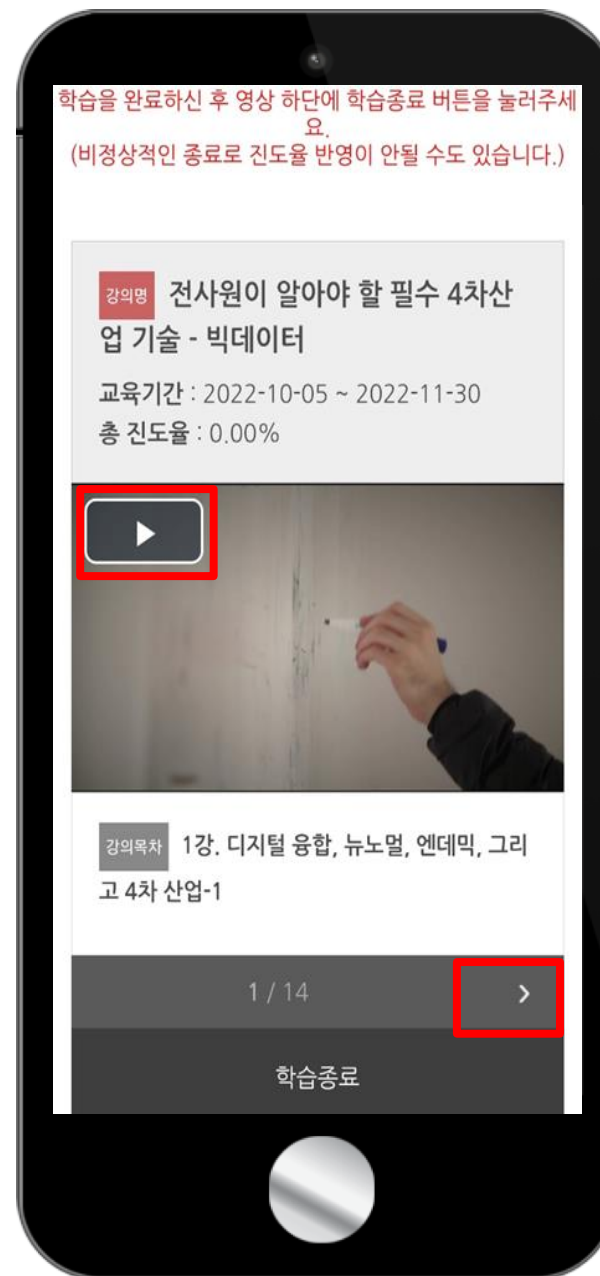 학습을 완료하신 후 영상 하단에 학습종료 버튼을 눌러주세
요.
(비정상적인 종료로 진도율 반영이 안될 수도 있습니다.)
강의명 전사원이 알아야 할 필수 4차산
업 기술 - 빅데이터
교육기간 : 2022-10-05 ~ 2022-11-30
총 진도율 : 0.00%
강의목차 1강. 디지털 융합, 뉴노멀, 엔데믹, 그리
고 4차 산업-1
1 / 14
학습종료